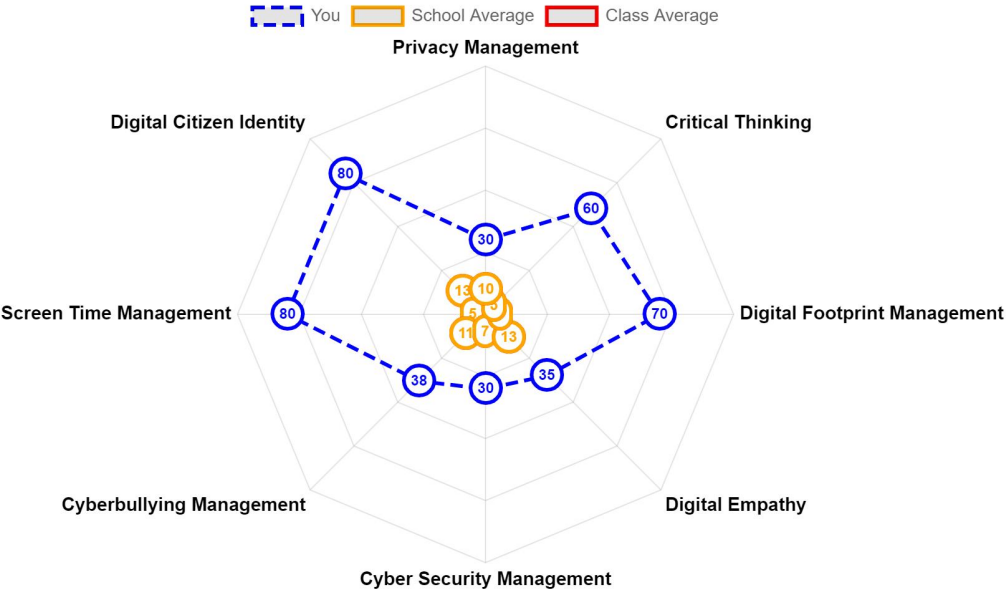 You School Average Class Average
Privacy Management
Digital Citizen Identity
Critical Thinking
80
60
30
13
10
5
Screen Time Management
80
5
70
Digital Footprint Management
11
7
13
38
30
35
Cyberbullying Management
Digital Empathy
Cyber Security Management